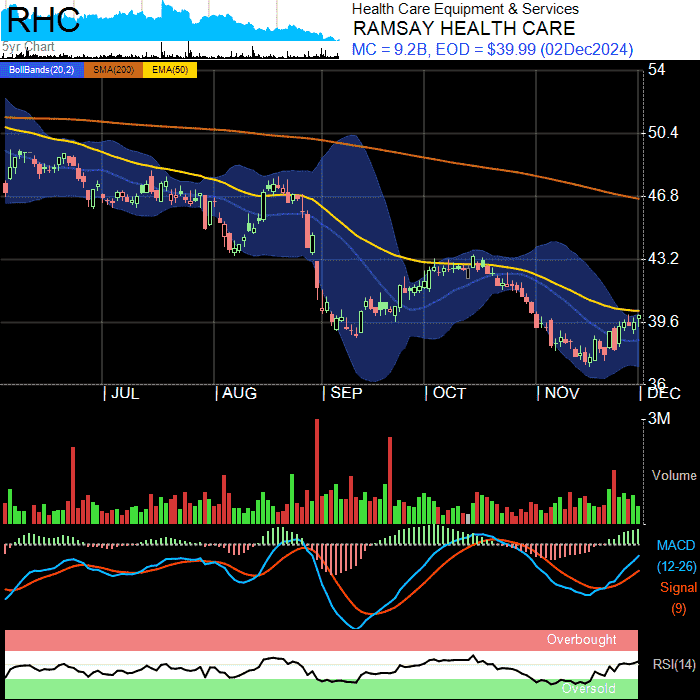 RHC
5yr Chart
Health Care Equipment & Services
RAMSAY HEALTH CARE
MC = 9.2B, EOD = $39.99 (02Dec2024)
BollBands(20,2) SMA(200) EMA(50)
54
50.4
46.8
43.2
39.6
36
JUL AUG SEP OCT NOV DEC
3M
Volume
MACD
(12-26)
Signal
(9)
Overbought
RSI(14)
Oversold